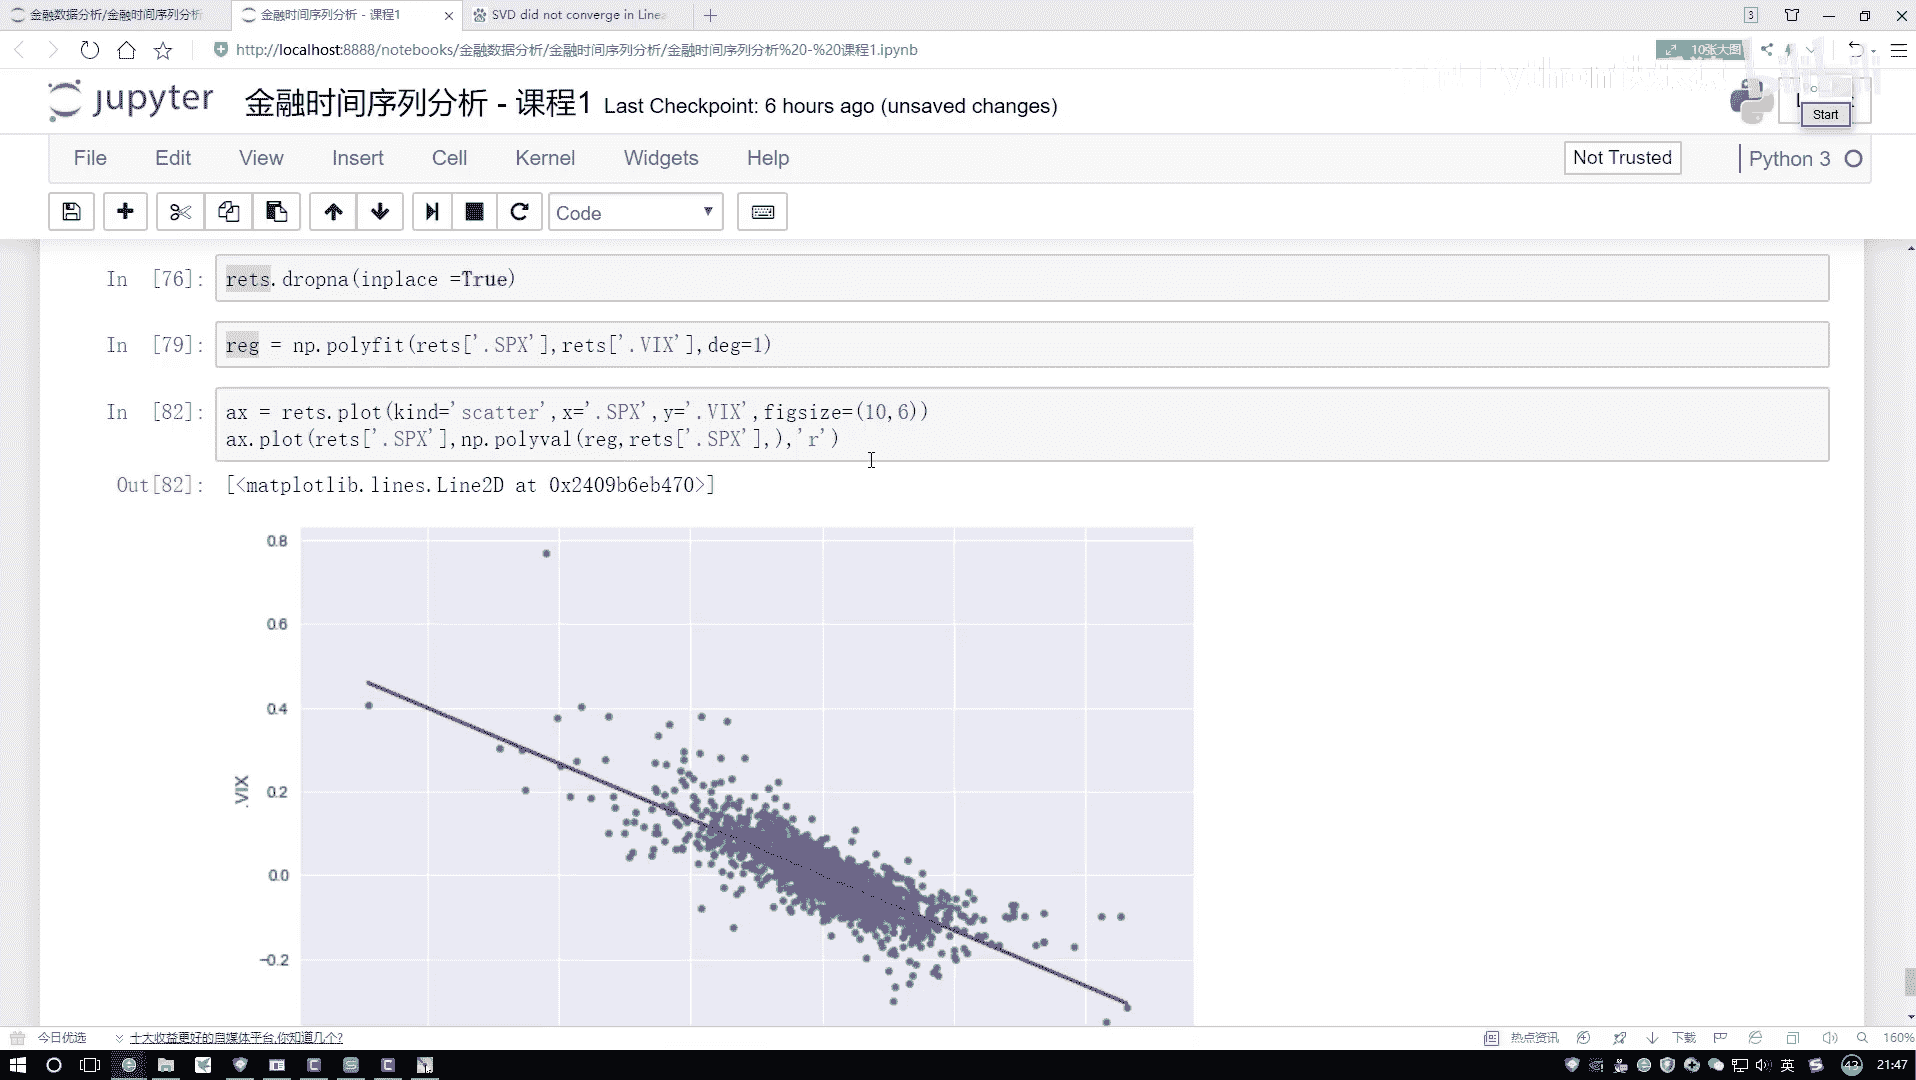 金融数据分析/金融时间序列分析
金融时间序列分析 - 课程1
SVD did not converge in Linea
3
http://localhost:8888/notebooks/金融数据分析/金融时间序列分析/金融时间序列分析%20-%20课程1.ipynb
10张大图
jupyter
金融时间序列分析 - 课程1 Last Checkpoint: 6 hours ago (unsaved changes)
Start
File Edit View Insert Cell Kernel Widgets Help
Not Trusted
Python 3
Code
In [76]: rets.dropna(inplace =True)
In [79]: reg = np.polyfit(rets['.SPX'],rets['.VIX'],deg=1)
In [82]: ax = rets.plot(kind='scatter',x='.SPX',y='.VIX',figsize=(10,6))
ax.plot(rets['.SPX'],np.polyval(reg,rets['.SPX'],),'r')
Out[82]: [<matplotlib.lines.Line2D at 0x2409b6eb470>]
0.8
0.6
0.4
0.2
.VIX
0.0
−0.2
今日优选
十大收益更好的自媒体平台,你知道几个?
热点资讯
下载
160%
英
43
21:47